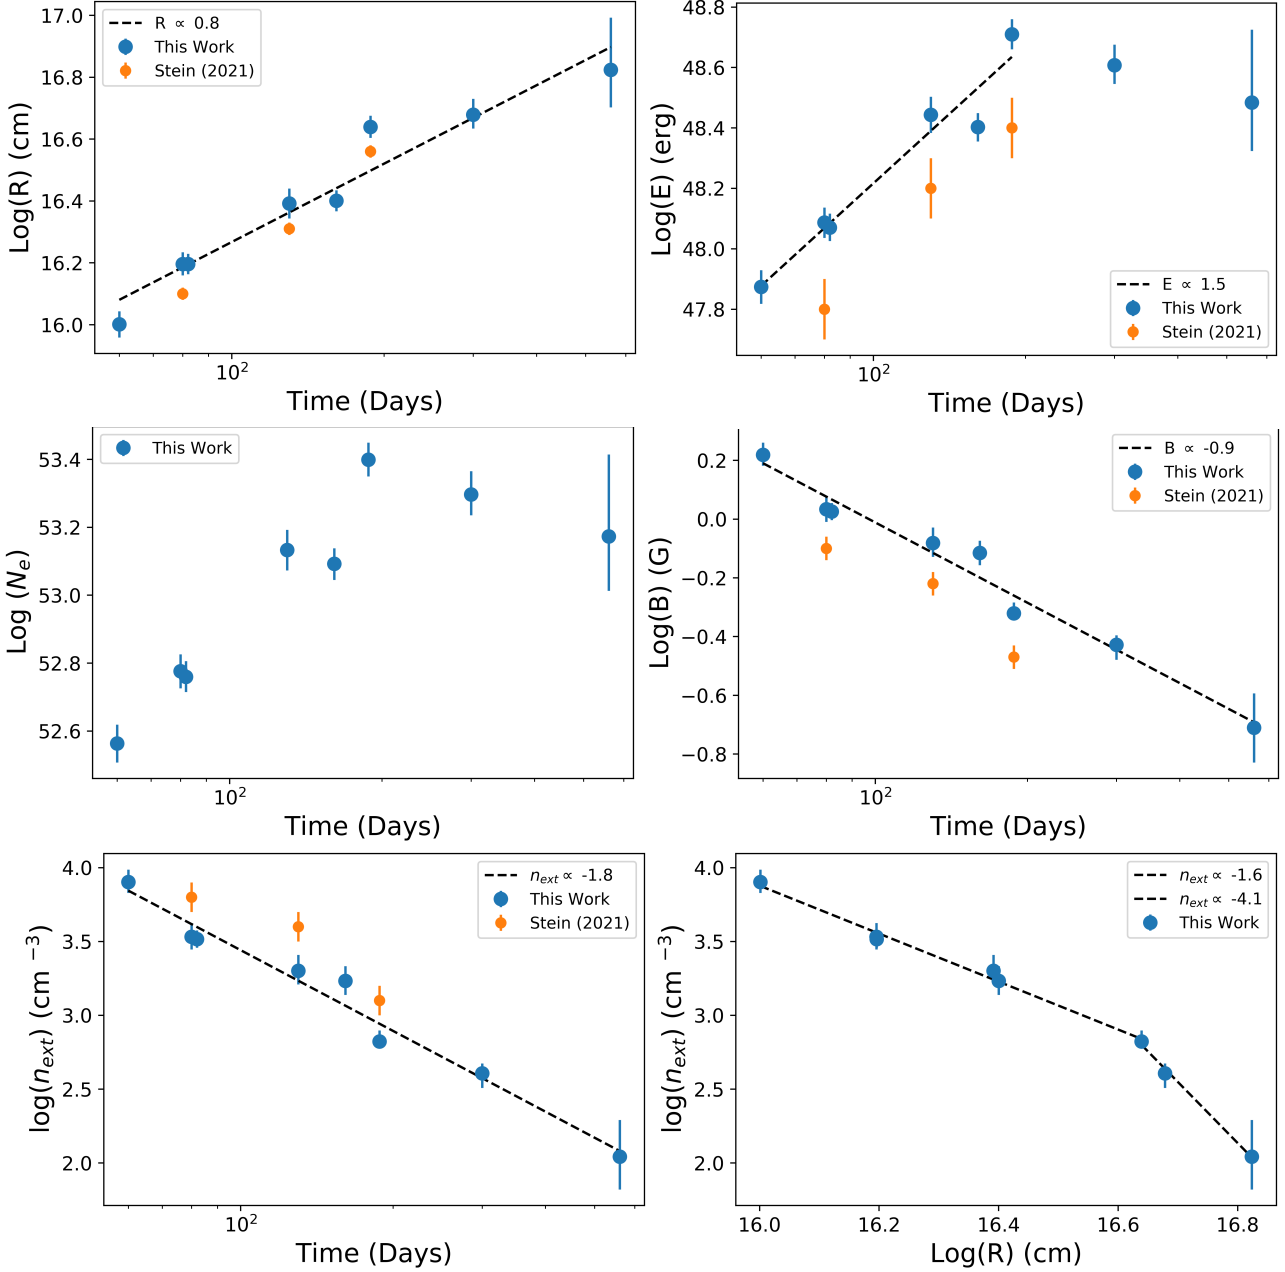 R ∝ 0.8
This Work
Stein (2021)
17.0
16.8
16.6
16.4
16.2
16.0
Log(R) (cm)
10²
Time (Days)
48.8
48.6
48.4
48.2
48.0
47.8
Log(E) (erg)
E ∝ 1.5
This Work
Stein (2021)
10²
Time (Days)
This Work
53.4
53.2
53.0
52.8
52.6
Log (Nₑ)
10²
Time (Days)
B ∝ -0.9
This Work
Stein (2021)
0.2
0.0
−0.2
−0.4
−0.6
−0.8
Log(B) (G)
10²
Time (Days)
n_ext ∝ -1.8
This Work
Stein (2021)
4.0
3.5
3.0
2.5
2.0
log(n_ext) (cm ⁻³)
10²
Time (Days)
n_ext ∝ -1.6
n_ext ∝ -4.1
This Work
4.0
3.5
3.0
2.5
2.0
log(n_ext) (cm ⁻³)
16.0 16.2 16.4 16.6 16.8
Log(R) (cm)